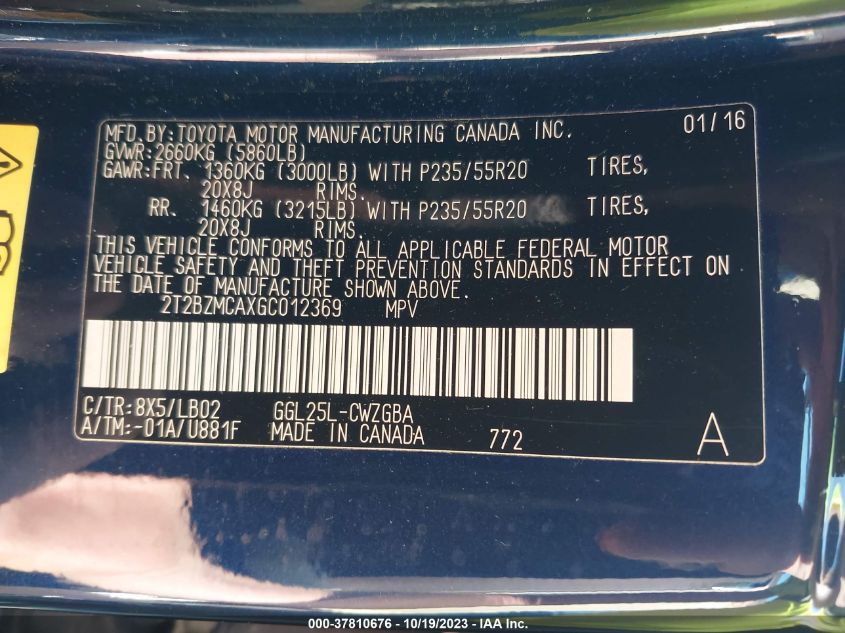 MFD. BY: TOYOTA MOTOR MANUFACTURING CANADA INC. 01/16
GVWR: 2660KG (5860LB)
GAWR: FRT. 1360KG (3000LB) WITH P235/55R20 TIRES,
20X8J RIMS.
RR. 1460KG (3215LB) WITH P235/55R20 TIRES,
20X8J RIMS.
THIS VEHICLE CONFORMS TO ALL APPLICABLE FEDERAL MOTOR
VEHICLE SAFETY AND THEFT PREVENTION STANDARDS IN EFFECT ON
THE DATE OF MANUFACTURE SHOWN ABOVE.
2T2BZMCAXGC012369 MPV
C/TR: 8X5/LB02 GGL25L-CWZGBA
A/TM: -01A/U881F MADE IN CANADA 772 A
000-37810676 - 10/19/2023 - IAA Inc.